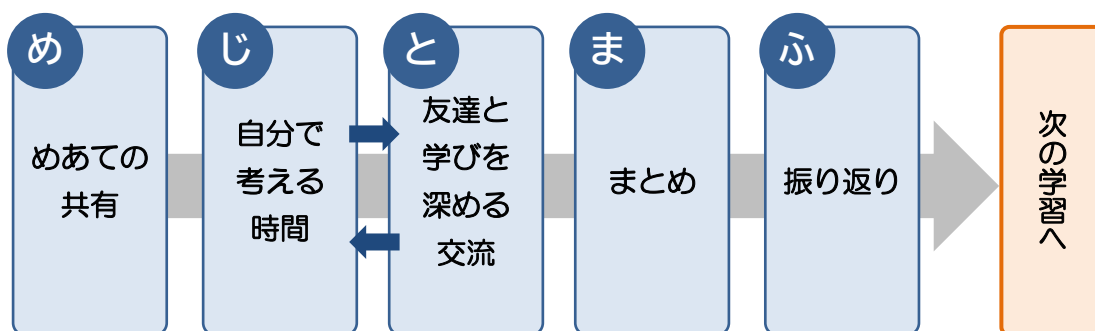 め
めあての
共有
じ
自分で
考える
時間
と
友達と
学びを
深める
交流
ま
まとめ
ふ
振り返り
次の学習へ